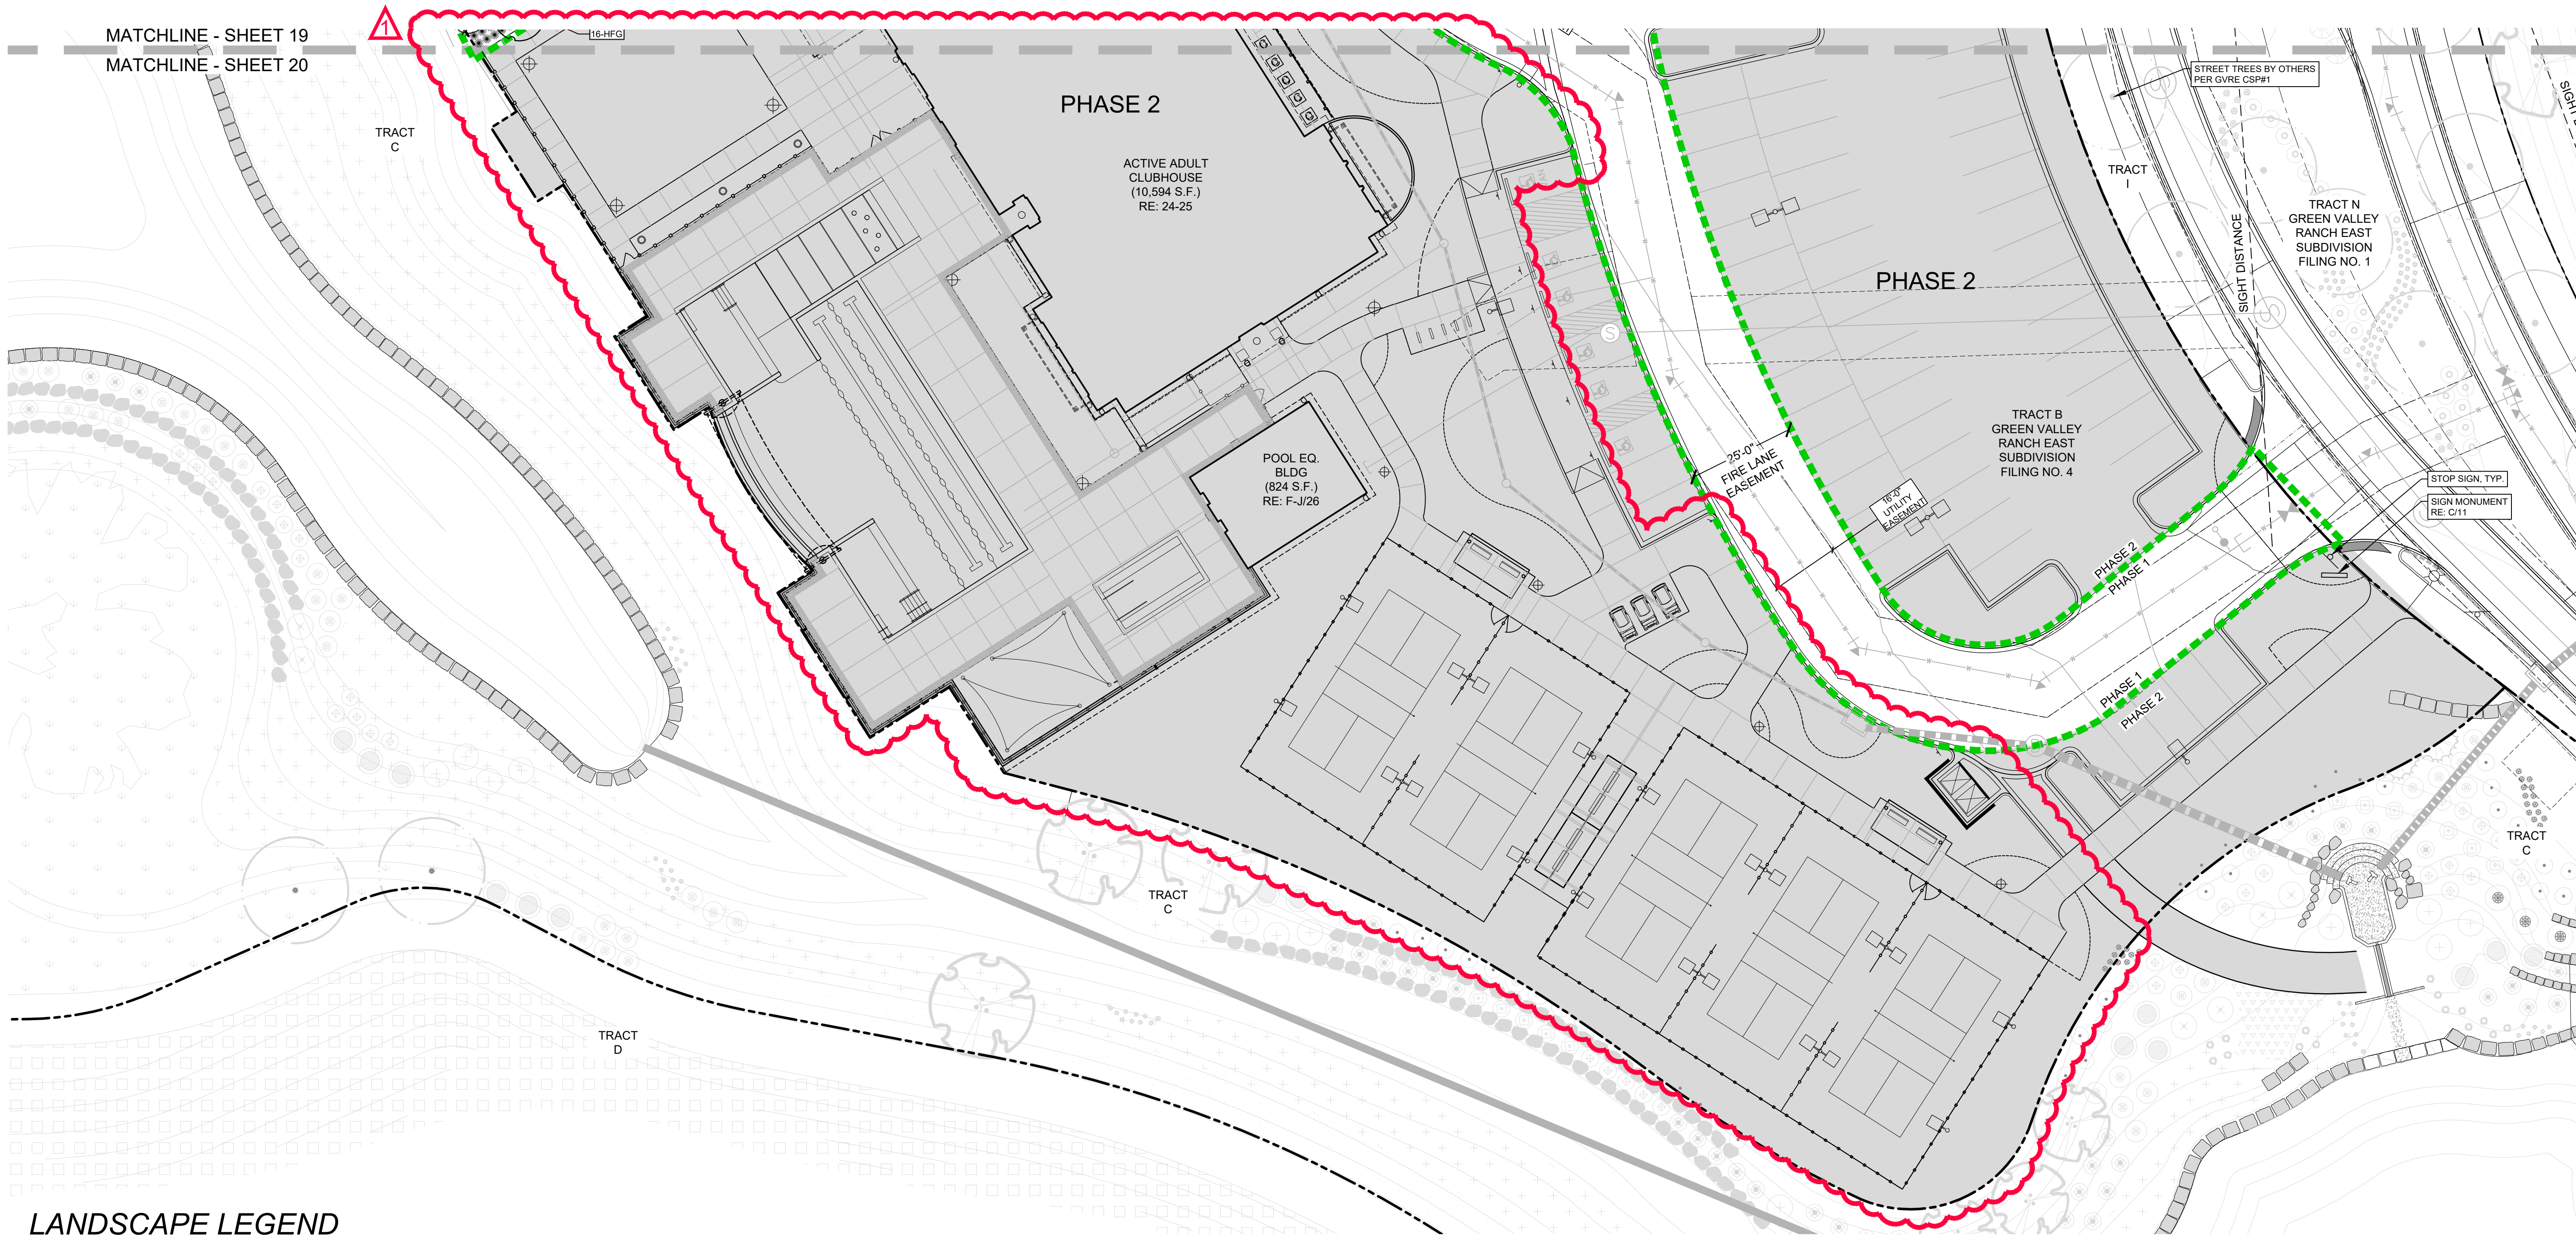 MATCHLINE - SHEET 19
MATCHLINE - SHEET 20
1
16-HFG
TRACT
C
PHASE 2
ACTIVE ADULT
CLUBHOUSE
(10,594 S.F.)
RE: 24-25
POOL EQ.
BLDG
(824 S.F.)
RE: F-J/26
VAN
S
25'-0"
FIRE LANE
EASEMENT
PHASE 2
16'-0"
UTILITY
EASEMENT
TRACT B
GREEN VALLEY
RANCH EAST
SUBDIVISION
FILING NO. 4
STREET TREES BY OTHERS
PER GVRE CSP#1
TRACT
I
SIGHT DISTANCE
TRACT N
GREEN VALLEY
RANCH EAST
SUBDIVISION
FILING NO. 1
STOP SIGN, TYP.
SIGN MONUMENT
RE: C/11
PHASE 2
PHASE 1
PHASE 1
PHASE 2
TRACT
C
TRACT
C
TRACT
D
LANDSCAPE LEGEND